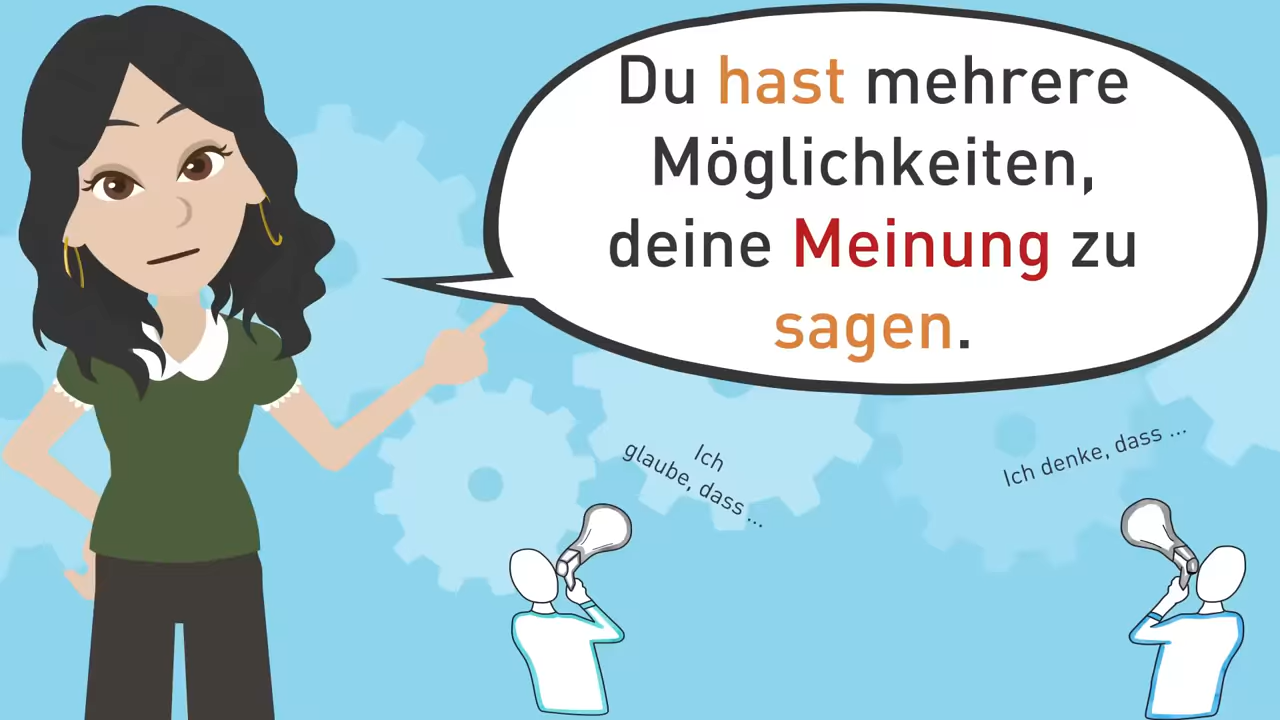 Du hast mehrere
Möglichkeiten,
deine Meinung zu
sagen.
Ich
glaube, dass ...
Ich denke, dass ...